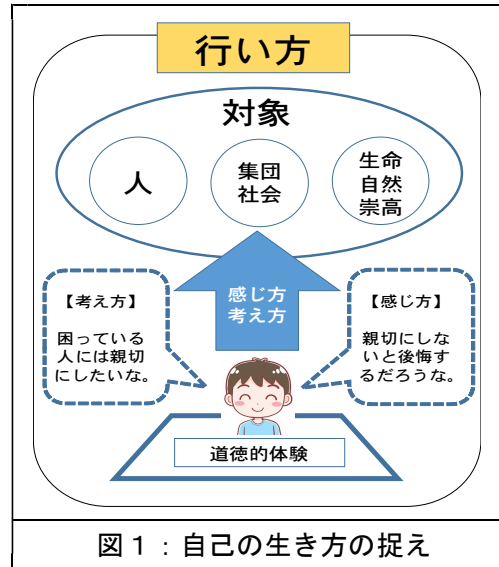 行い方
対象
人
集団
社会
生命
自然
崇高
感じ方
考え方
【考え方】
困っている
人には親切
にしたいな。
【感じ方】
親切にしな
いと後悔す
るだろうな。
道徳的体験
図1:自己の生き方の捉え